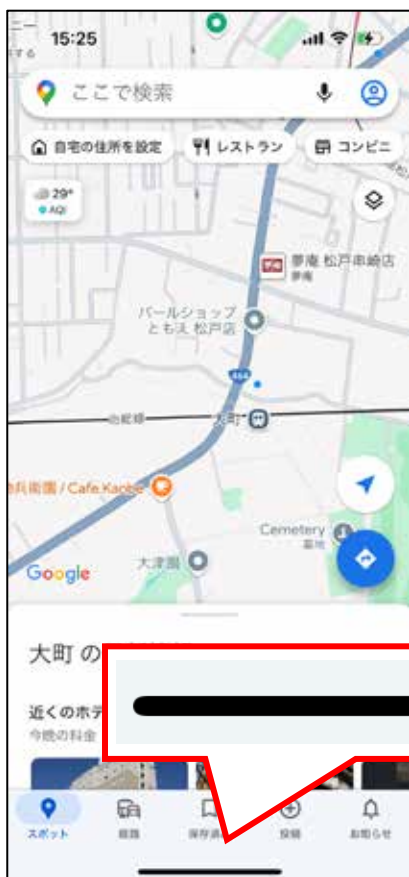 15:25
ここで検索
自宅の住所を設定
レストラン
コンビニ
29°
AQI
夢庵 松戸串崎店
夢庵
パールショップ
ともえ 松戸店
464
大町
Cafe Kanbe
Cemetery
墓地
大津園
Google
大町 の
近くのホテ
今晩の料金
スポット
経路
保存済
投稿
お知らせ